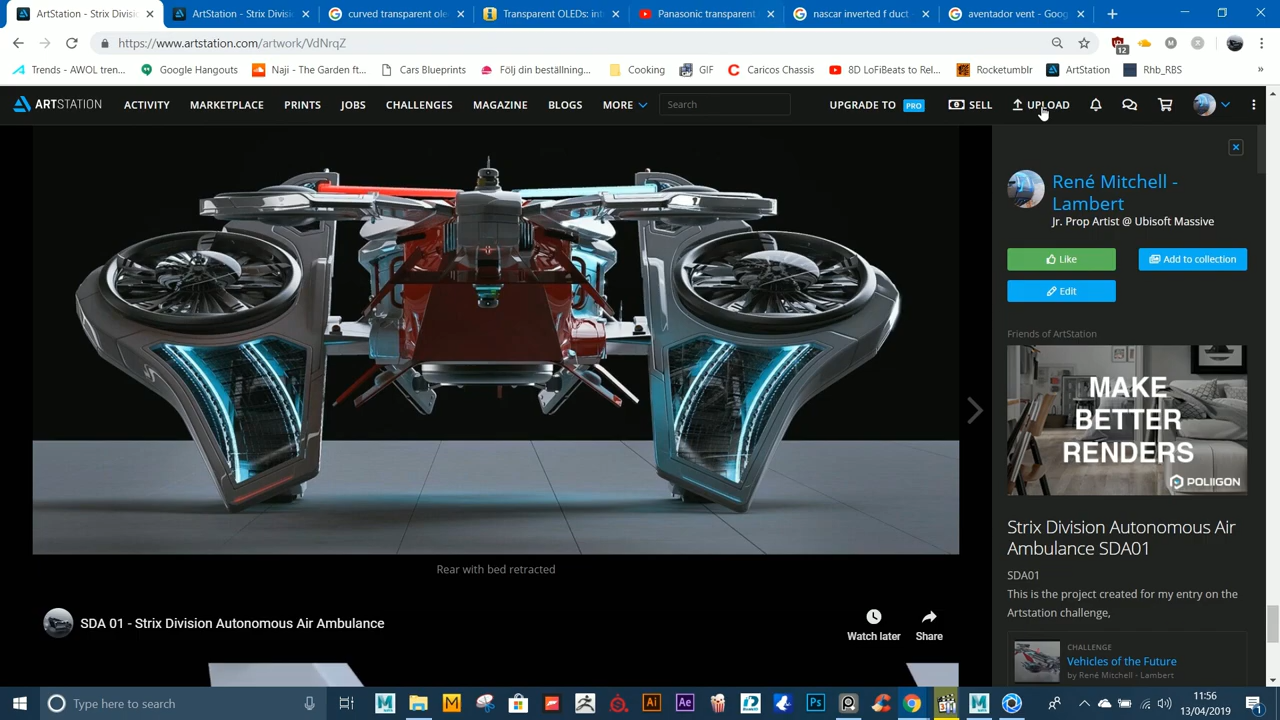 ArtStation - Strix Divisi
ArtStation - Strix Divisi
curved transparent ole
Transparent OLEDs: int
Panasonic transparent
nascar inverted f duct -
aventador vent - Goog
https://www.artstation.com/artwork/VdNrqZ
12
Trends - AWOL tren...
Google Hangouts
Naji - The Garden ft...
Cars Blueprints
Följ din beställning...
Cooking
GIF
Caricos Chassis
8D LoFiBeats to Rel...
Rocketumblr
ArtStation
Rhb_RBS
»
ARTSTATION
ACTIVITY
MARKETPLACE
PRINTS
JOBS
CHALLENGES
MAGAZINE
BLOGS
MORE
Search
UPGRADE TO PRO
SELL
UPLOAD
René Mitchell -
Lambert
Jr. Prop Artist @ Ubisoft Massive
Like
Add to collection
Edit
Friends of ArtStation
MAKE
BETTER
RENDERS
POLIIGON
Strix Division Autonomous Air
Ambulance SDA01
SDA01
This is the project created for my entry on the
Artstation challenge,
CHALLENGE
Vehicles of the Future
by René Mitchell - Lambert
Rear with bed retracted
SDA 01 - Strix Division Autonomous Air Ambulance
Watch later
Share
Type here to search
Ai
Ae
Ps
11:56
13/04/2019
1